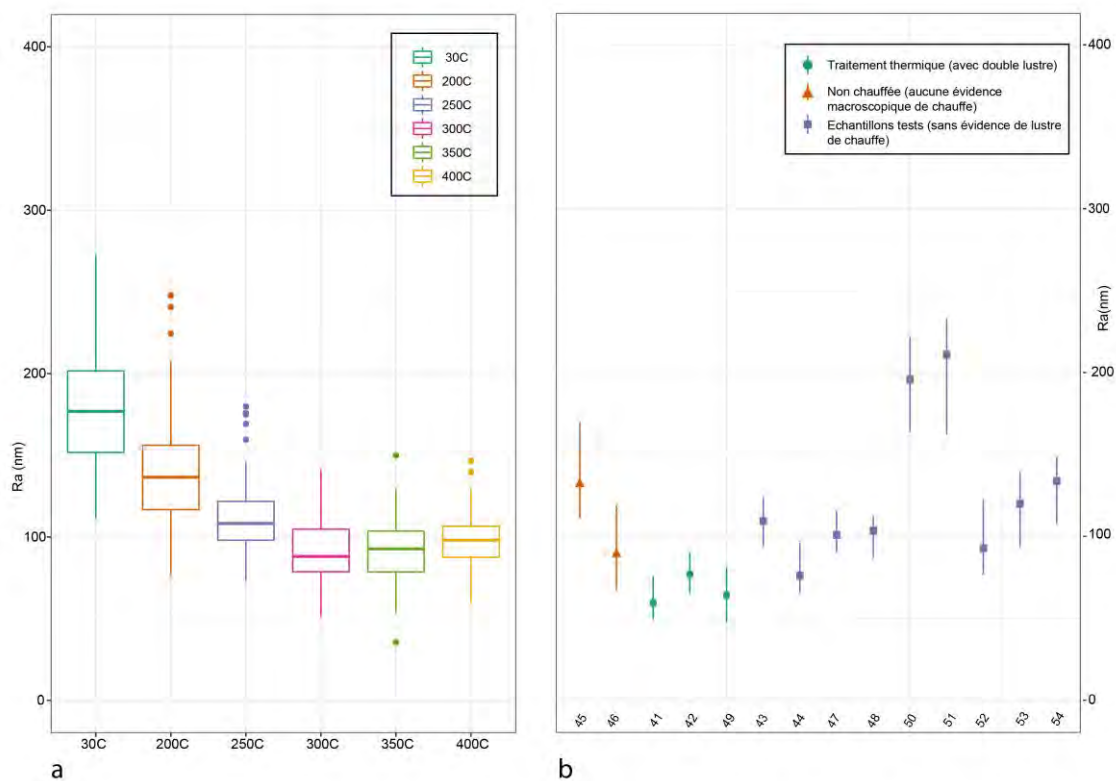 400
300
200
100
0
Ra (nm)
30C
200C
250C
300C
350C
400C
30C
200C
250C
300C
350C
400C
a
Traitement thermique (avec double lustre)
Non chauffée (aucune évidence
macroscopique de chauffe)
Echantillons tests (sans évidence de lustre
de chauffe)
400
300
200
100
0
Ra(nm)
45
46
41
42
49
43
44
47
48
50
51
52
53
54
b